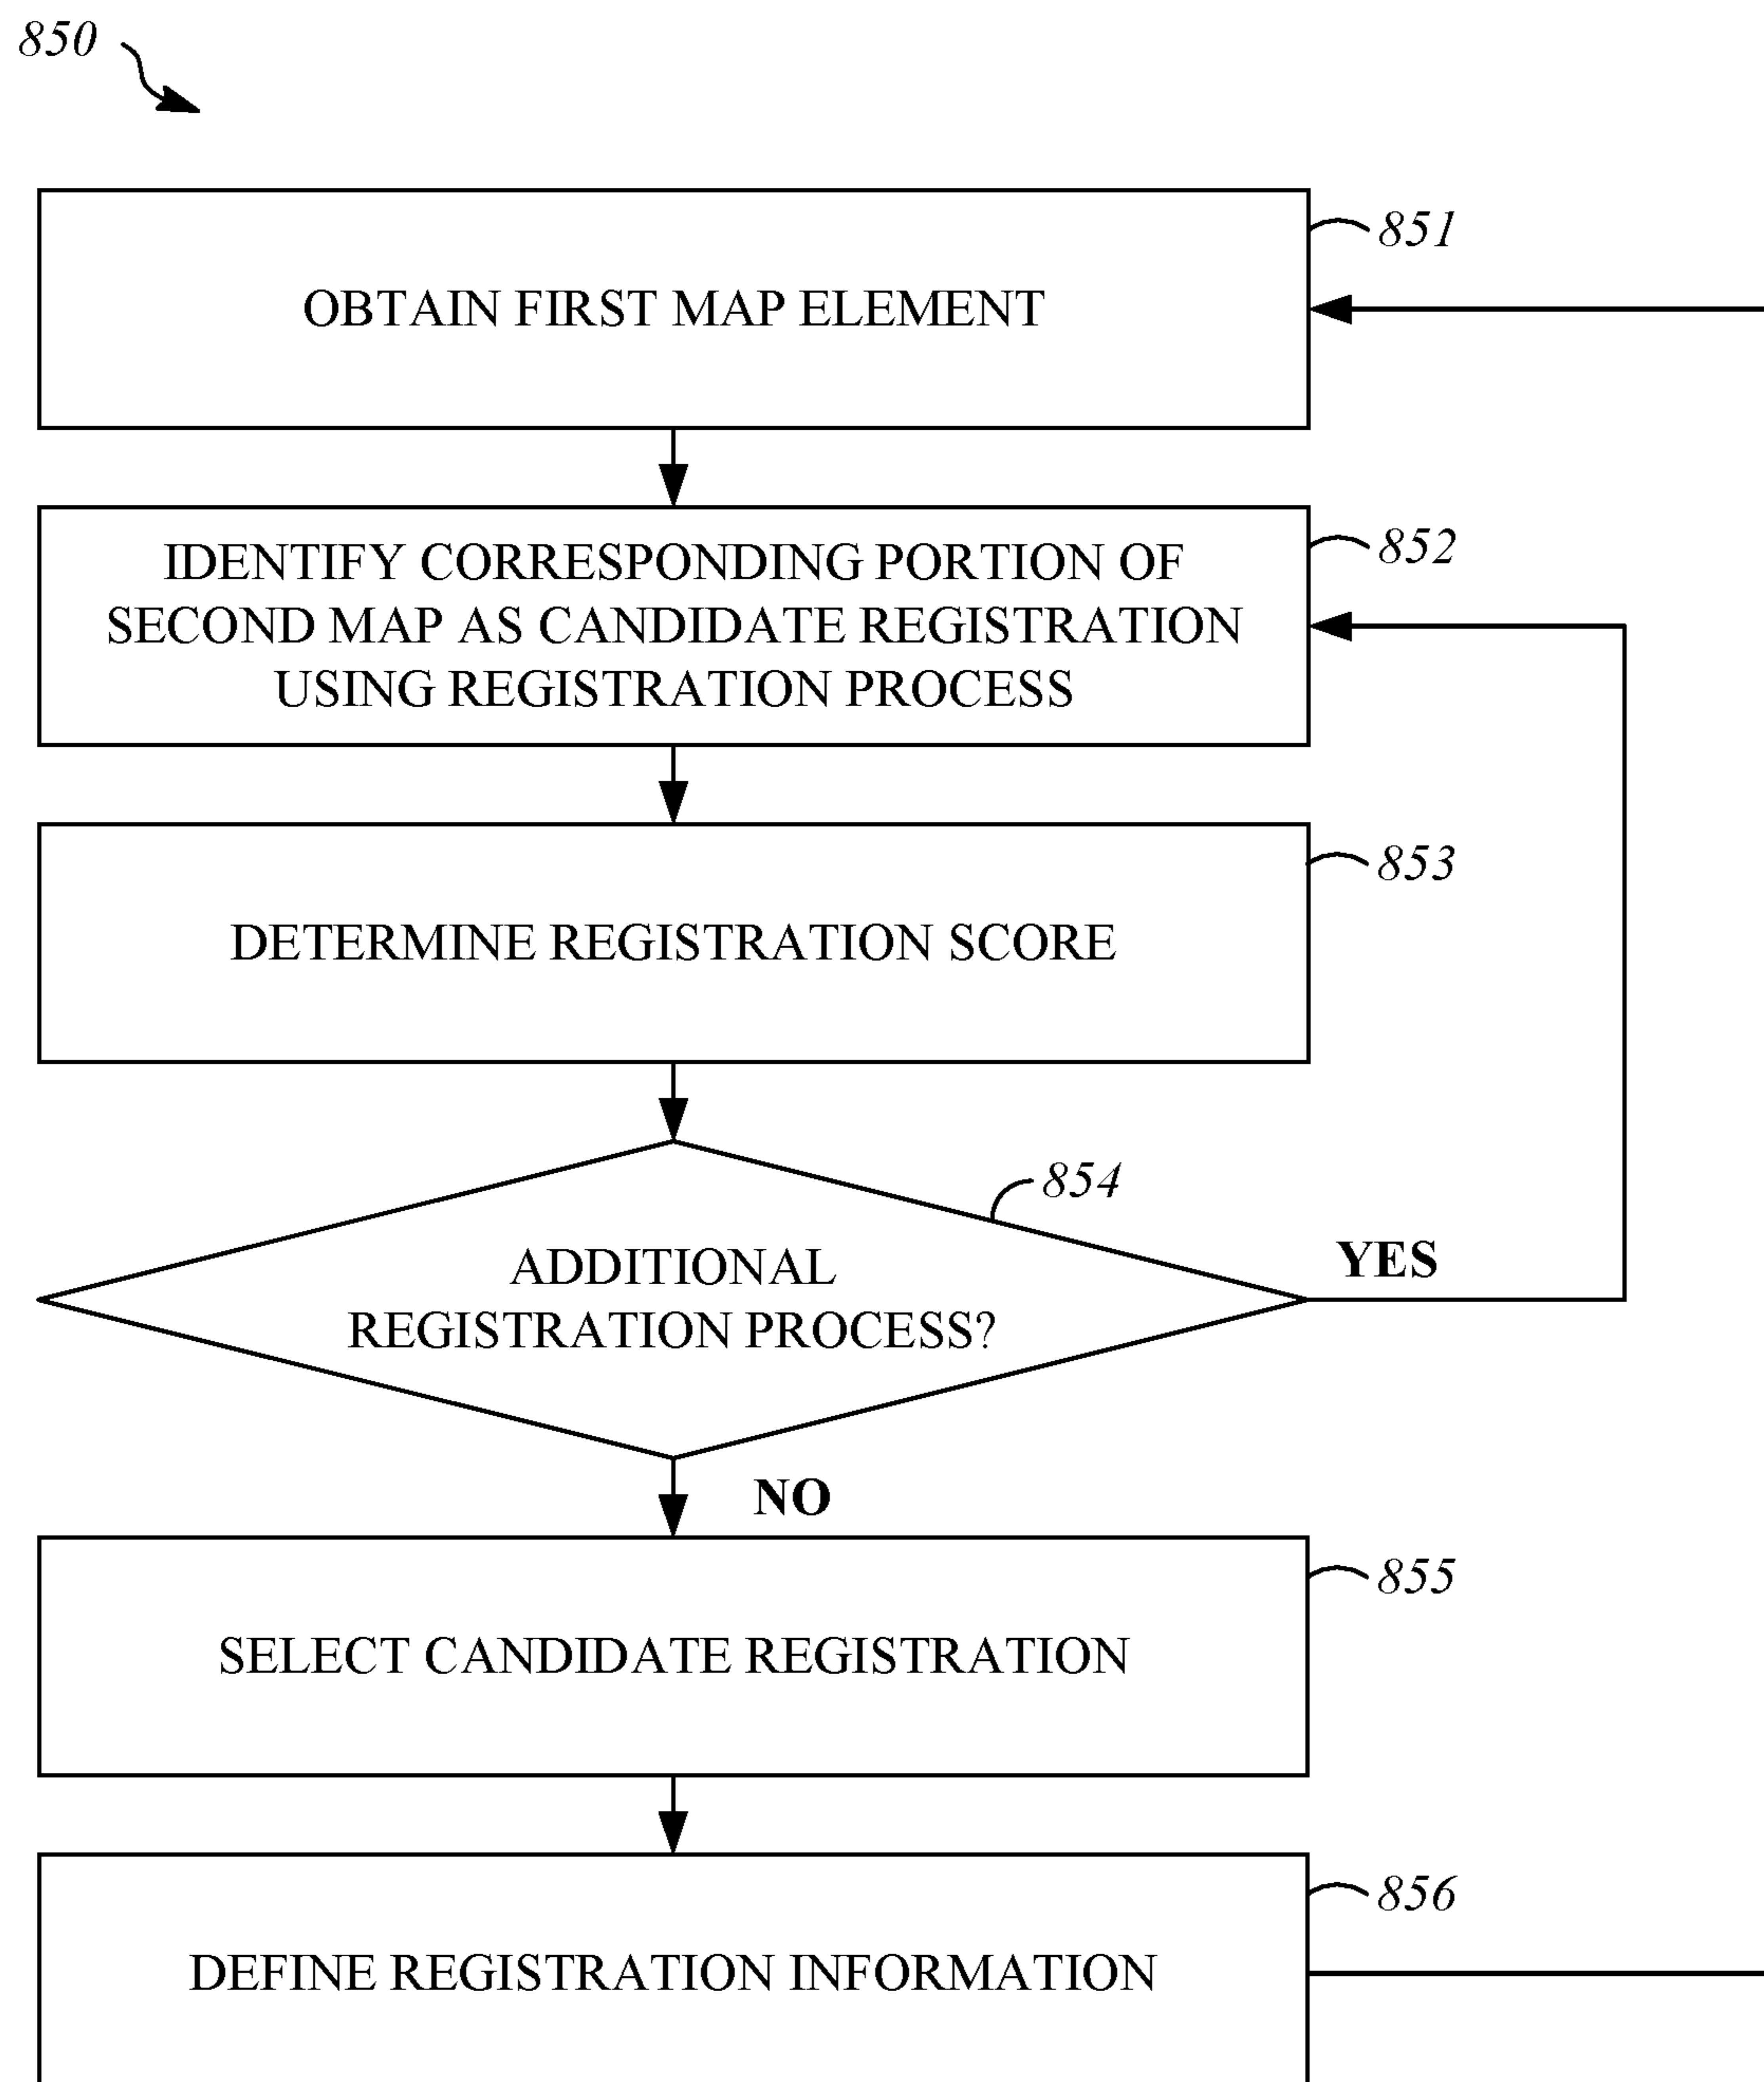 850
851
OBTAIN FIRST MAP ELEMENT
852
IDENTIFY CORRESPONDING PORTION OF
SECOND MAP AS CANDIDATE REGISTRATION
USING REGISTRATION PROCESS
853
DETERMINE REGISTRATION SCORE
854
ADDITIONAL
REGISTRATION PROCESS?
YES
NO
855
SELECT CANDIDATE REGISTRATION
856
DEFINE REGISTRATION INFORMATION